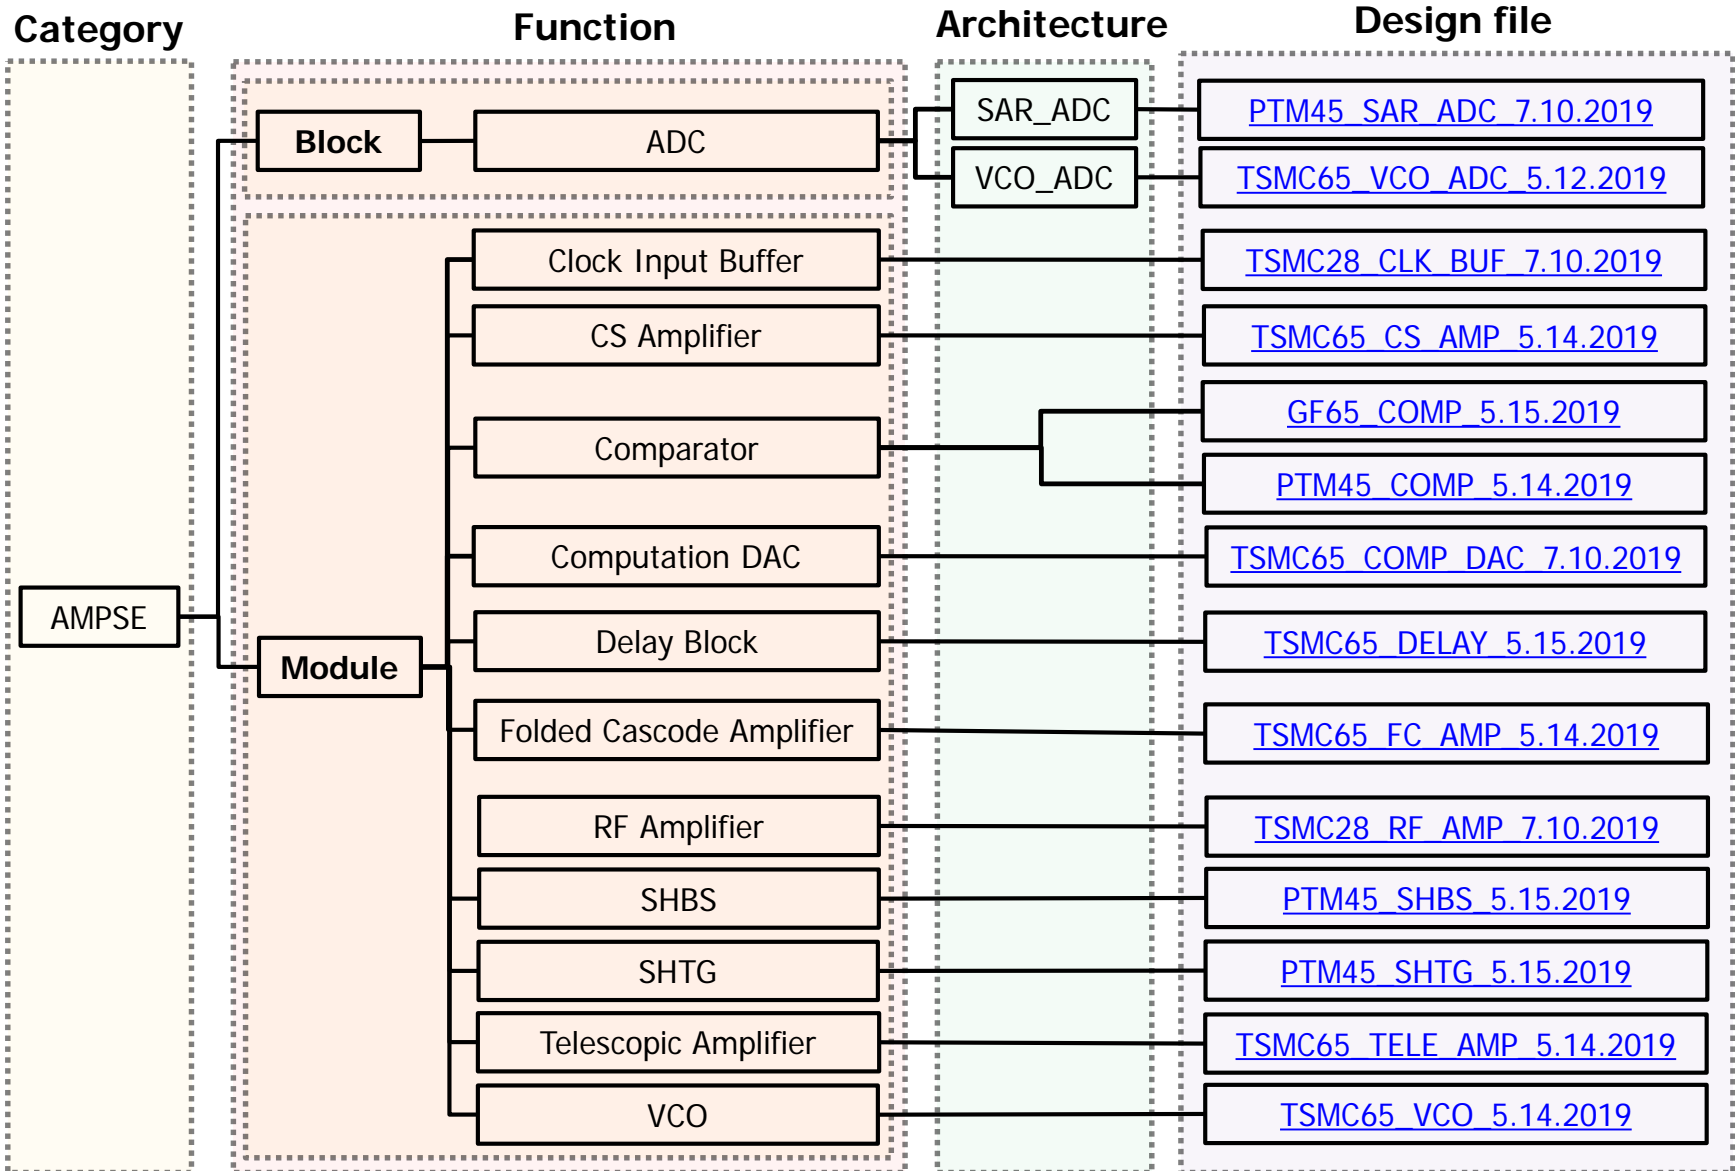 Category
Function
Architecture
Design file
Block
ADC
SAR_ADC
PTM45_SAR_ADC_7.10.2019
VCO_ADC
TSMC65_VCO_ADC_5.12.2019
AMPSE
Module
Clock Input Buffer
TSMC28_CLK_BUF_7.10.2019
CS Amplifier
TSMC65_CS_AMP_5.14.2019
Comparator
GF65_COMP_5.15.2019
PTM45_COMP_5.14.2019
Computation DAC
TSMC65_COMP_DAC_7.10.2019
Delay Block
TSMC65_DELAY_5.15.2019
Folded Cascode Amplifier
TSMC65_FC_AMP_5.14.2019
RF Amplifier
TSMC28_RF_AMP_7.10.2019
SHBS
PTM45_SHBS_5.15.2019
SHTG
PTM45_SHTG_5.15.2019
Telescopic Amplifier
TSMC65_TELE_AMP_5.14.2019
VCO
TSMC65_VCO_5.14.2019